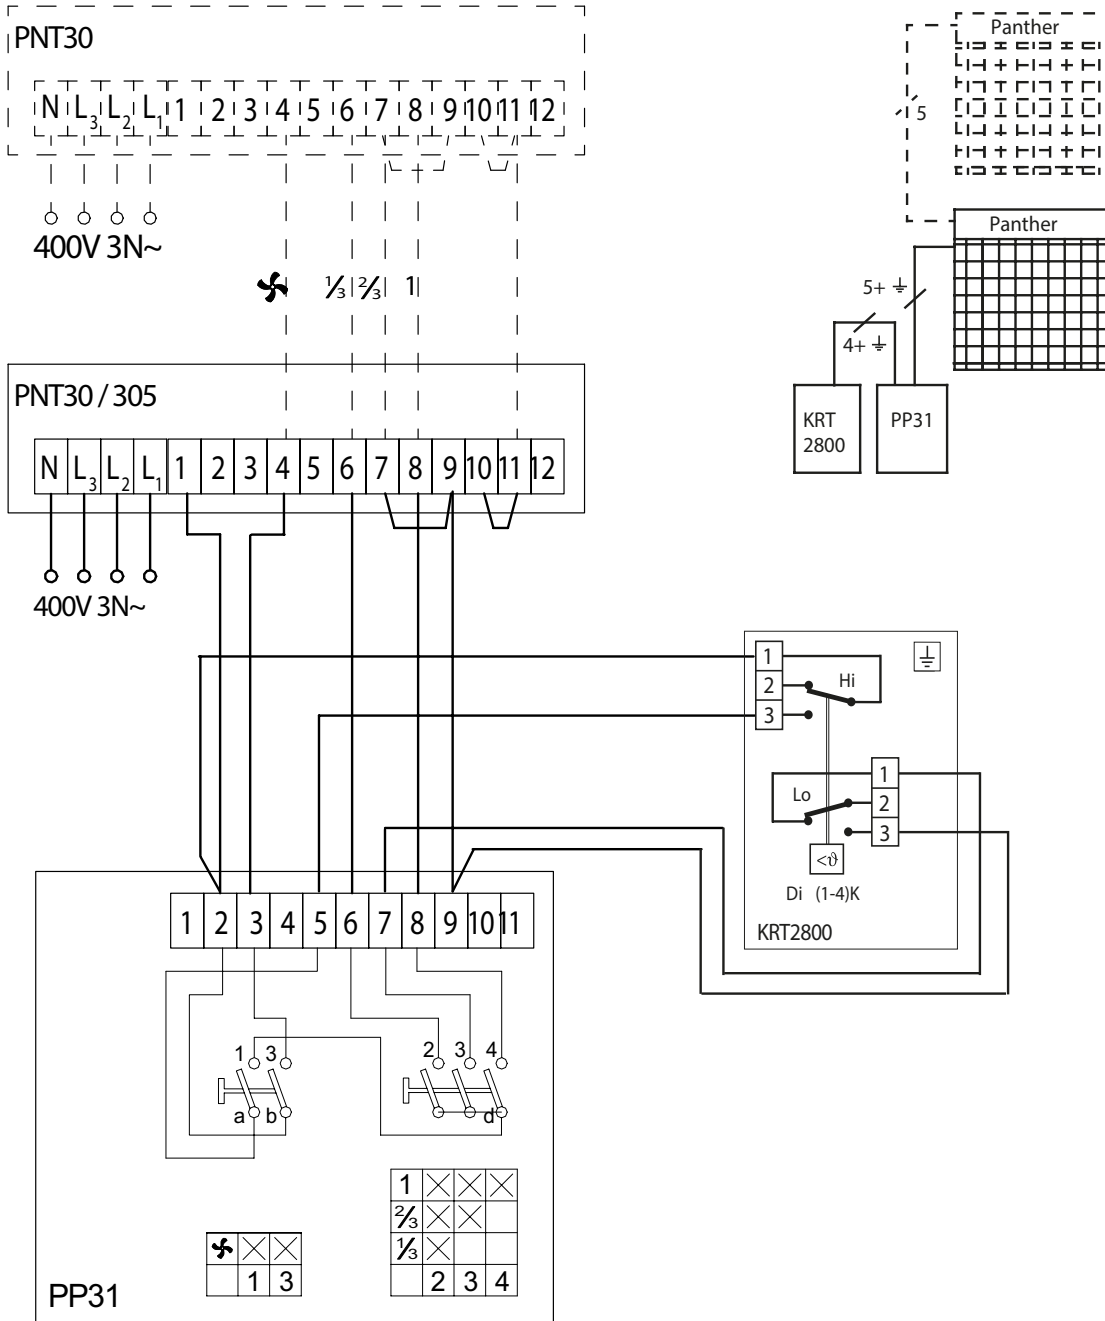 PNT30
N L3 L2 L1 1 2 3 4 5 6 7 8 9 10 11 12
400V 3N~
⅓ ⅔ 1
PNT30 / 305
N L3 L2 L1 1 2 3 4 5 6 7 8 9 10 11 12
400V 3N~
Panther
5
Panther
5+
4+
KRT
2800
PP31
1
2
3
Hi
Lo
1
2
3
<ϑ
Di (1-4)K
KRT2800
1 2 3 4 5 6 7 8 9 10 11
1 3
2 3 4
a b
d
1
⅔
⅓
2 3 4
1 3
PP31